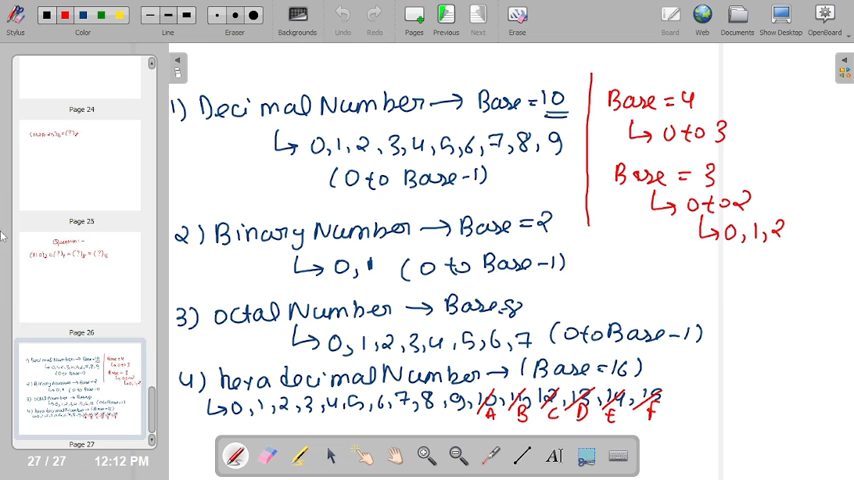 Stylus
Color
Line
Eraser
Backgrounds
Undo
Redo
Pages
Previous
Next
Erase
Board
Web
Documents
Show Desktop
OpenBoard
Page 24
Page 25
Question:-
Page 26
Page 27
27 / 27
12:12 PM
1) Decimal Number → Base=10
↳ 0,1,2,3,4,5,6,7,8,9
(0 to Base-1)
2) Binary Number → Base=2
↳ 0,1 (0 to Base-1)
3) Octal Number → Base=8
↳ 0,1,2,3,4,5,6,7 (0 to Base-1)
4) hexadecimal Number → (Base=16)
↳ 0,1,2,3,4,5,6,7,8,9,10,11,12,13,14,15
A B C D E F
Base=4
↳ 0 to 3
Base = 3
↳ 0 to 2
↳ 0,1,2